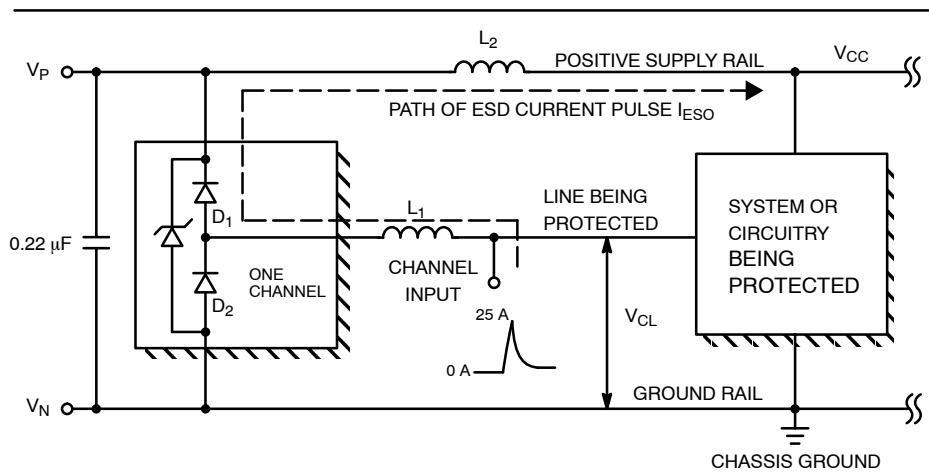 L2
VP
POSITIVE SUPPLY RAIL
VCC
PATH OF ESD CURRENT PULSE IESO
D1
L1
LINE BEING
PROTECTED
SYSTEM OR
CIRCUITRY
BEING
PROTECTED
0.22 μF
ONE
CHANNEL
D2
CHANNEL
INPUT
25 A
VCL
0 A
VN
GROUND RAIL
CHASSIS GROUND